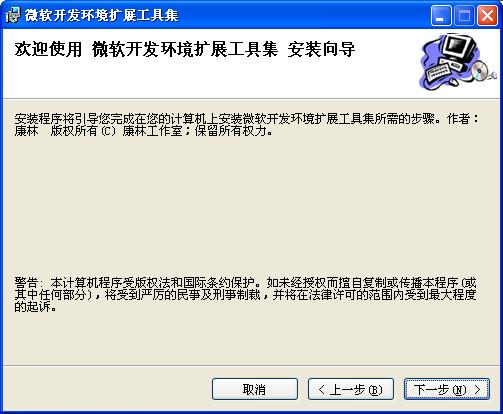 微软开发环境扩展工具集
欢迎使用 微软开发环境扩展工具集 安装向导
安装程序将引导您完成在您的计算机上安装微软开发环境扩展工具集所需的步骤。作者：
康林　版权所有(C) 康林工作室；保留所有权力。
警告: 本计算机程序受版权法和国际条约保护。如未经授权而擅自复制或传播本程序(或
其中任何部分)，将受到严厉的民事及刑事制裁，并将在法律许可的范围内受到最大程度
的起诉。
取消
< 上一步(B)
下一步(N) >